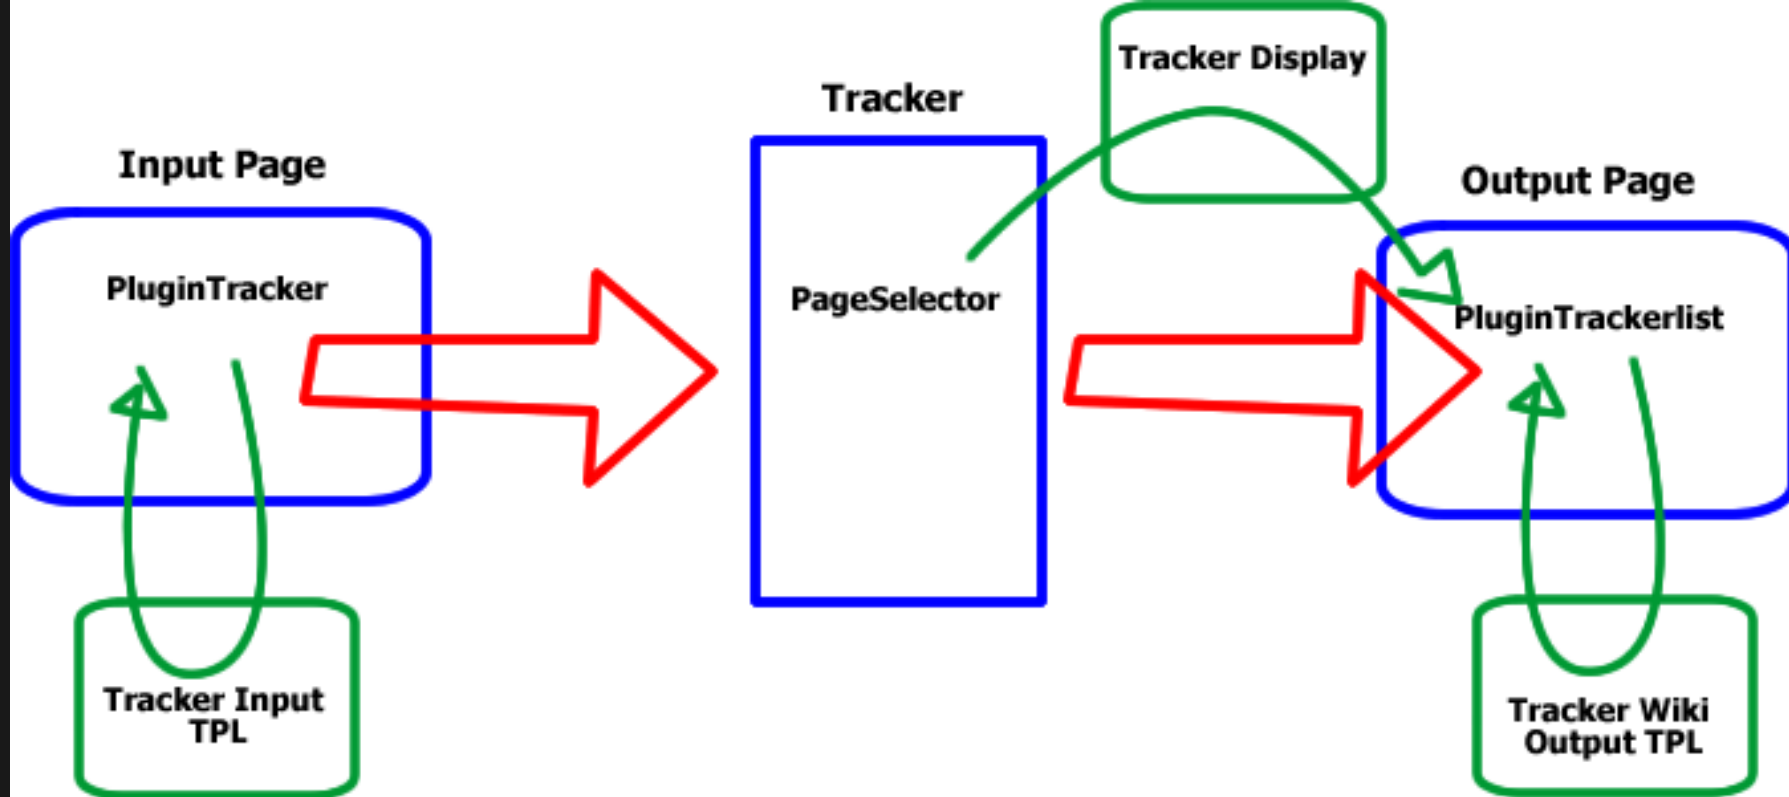 Input Page
PluginTracker
Tracker Input
TPL
Tracker
PageSelector
Tracker Display
Output Page
PluginTrackerlist
Tracker Wiki
Output TPL